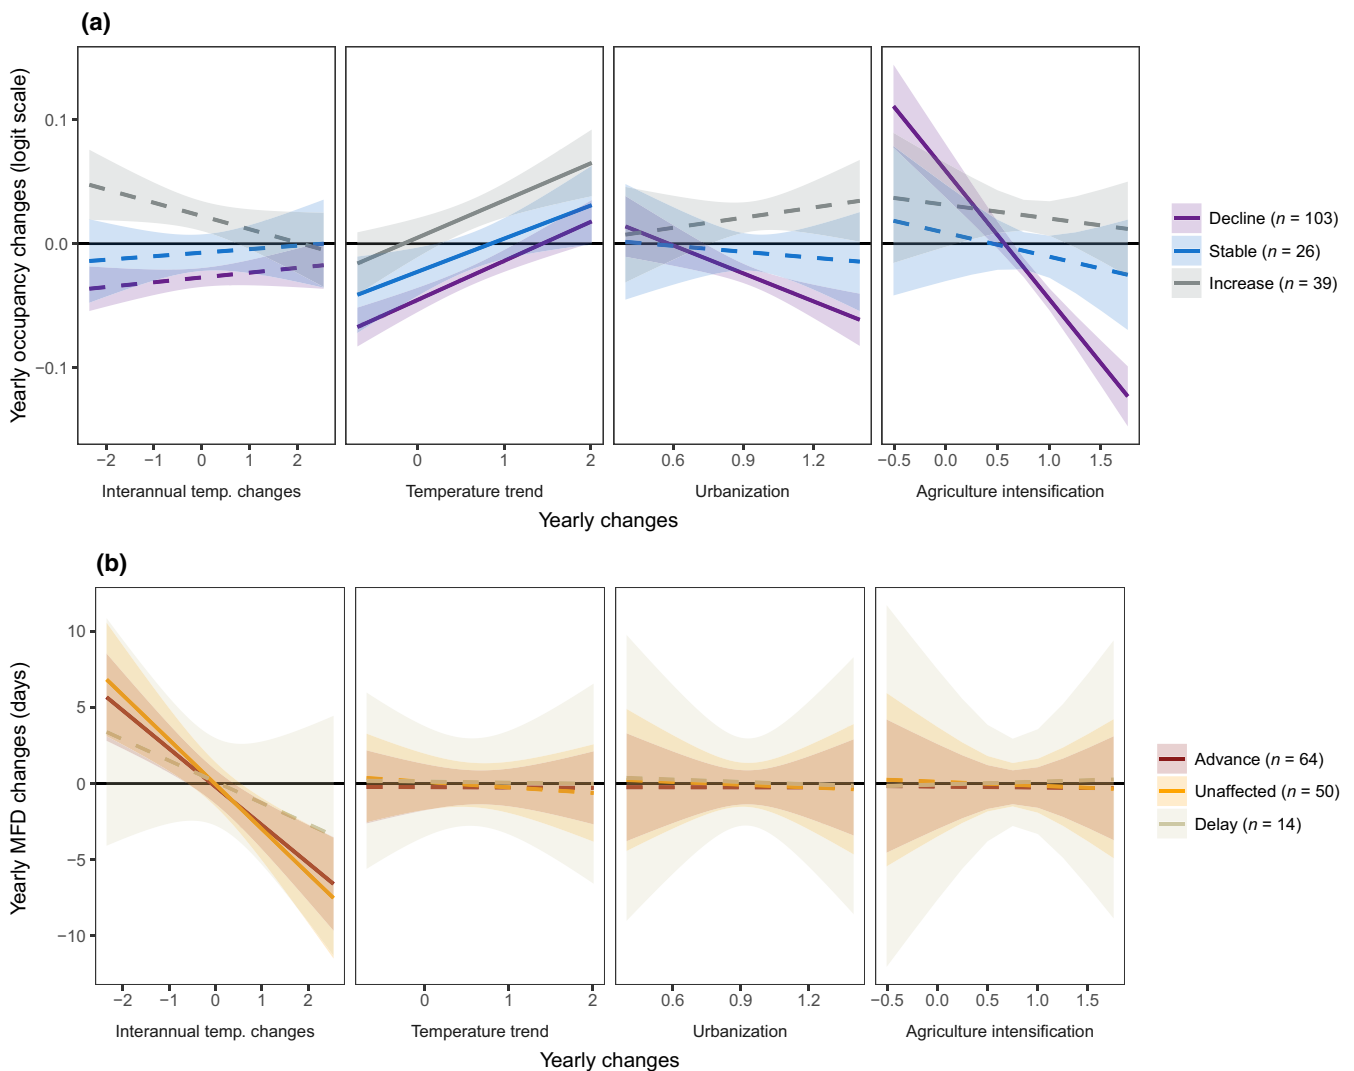 (a)
Yearly occupancy changes (logit scale)
0.1
0.0
−0.1
−2 −1 0 1 2
0 1 2
0.6 0.9 1.2
−0.5 0.0 0.5 1.0 1.5
Interannual temp. changes
Temperature trend
Urbanization
Agriculture intensification
Yearly changes
Decline (n = 103)
Stable (n = 26)
Increase (n = 39)
(b)
Yearly MFD changes (days)
10
5
0
−5
−10
−2 −1 0 1 2
0 1 2
0.6 0.9 1.2
−0.5 0.0 0.5 1.0 1.5
Interannual temp. changes
Temperature trend
Urbanization
Agriculture intensification
Yearly changes
Advance (n = 64)
Unaffected (n = 50)
Delay (n = 14)